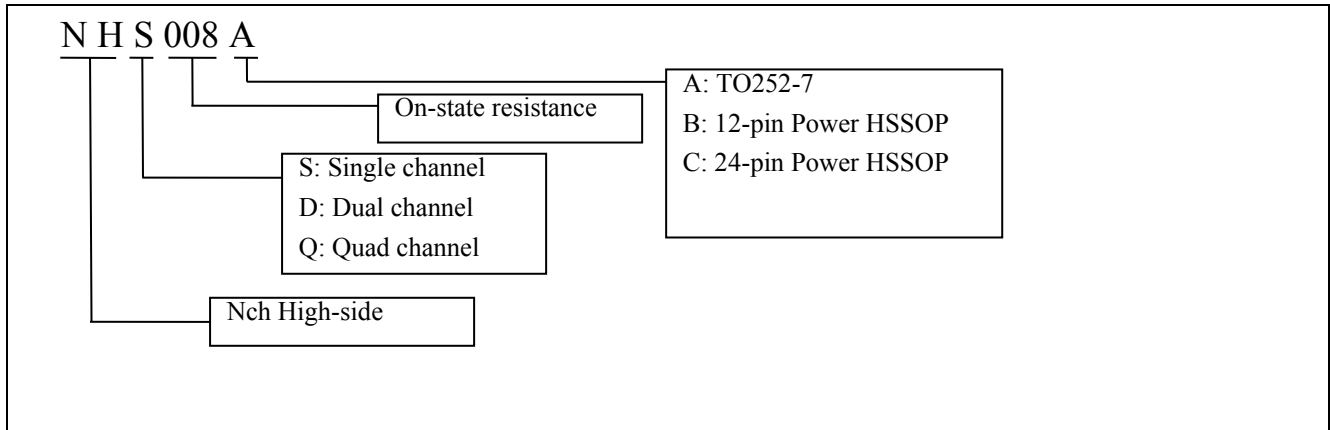 N H S 008 A
A: TO252-7
B: 12-pin Power HSSOP
C: 24-pin Power HSSOP
On-state resistance
S: Single channel
D: Dual channel
Q: Quad channel
Nch High-side